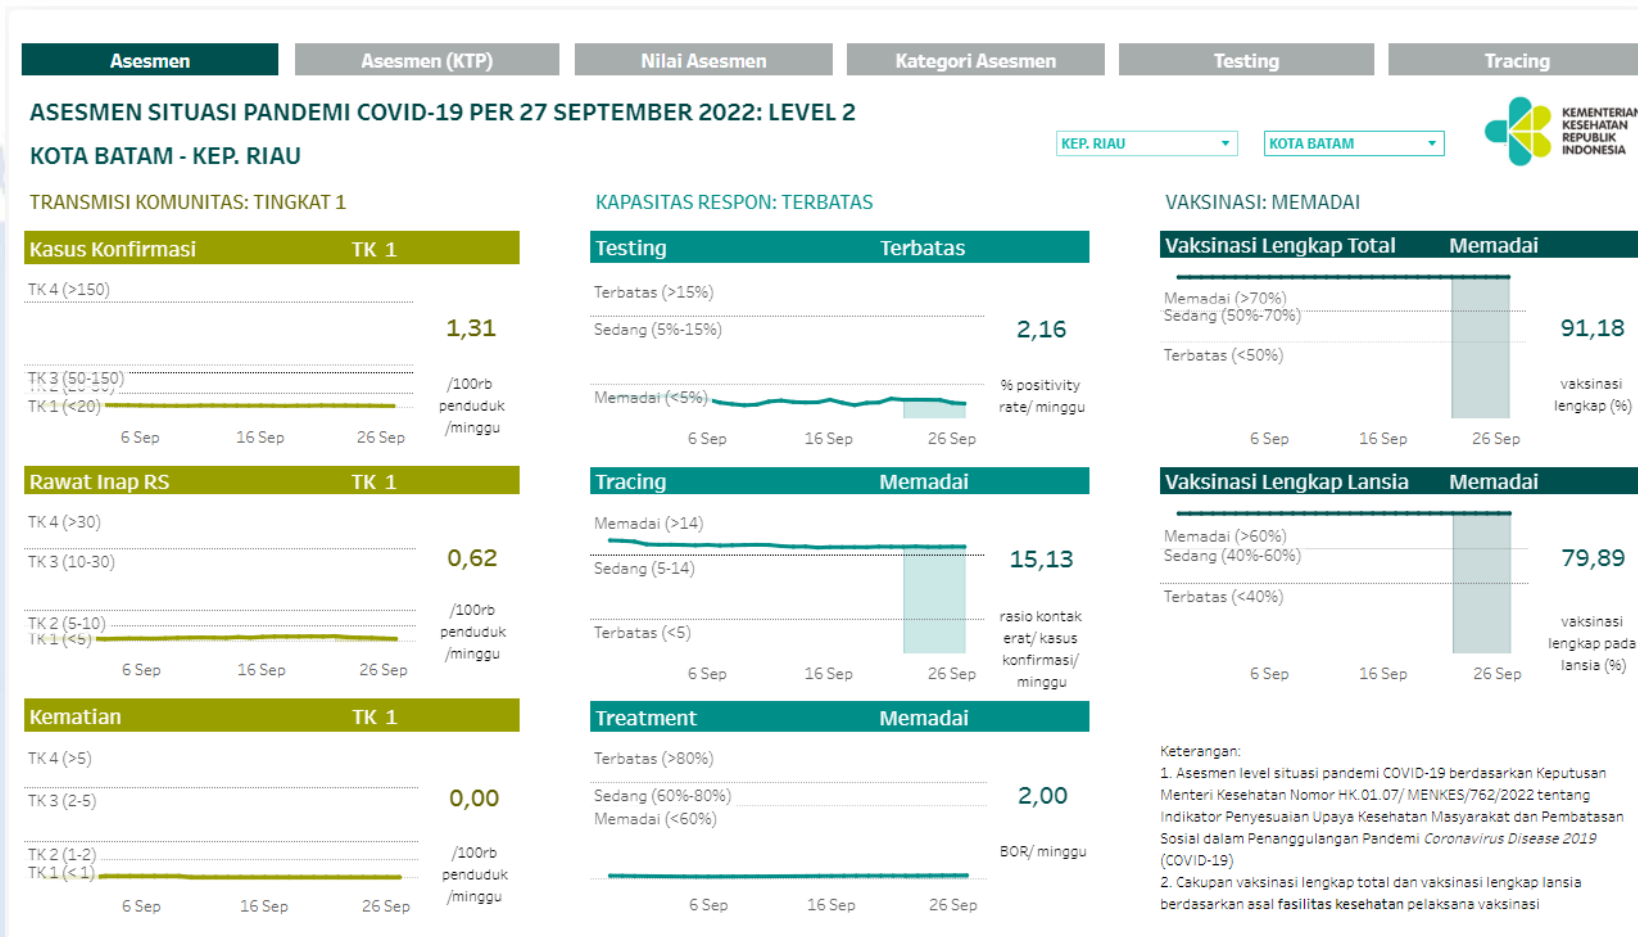 Asesmen
Asesmen (KTP)
Nilai Asesmen
Kategori Asesmen
Testing
Tracing
ASESMEN SITUASI PANDEMI COVID-19 PER 27 SEPTEMBER 2022: LEVEL 2
KOTA BATAM - KEP. RIAU
KEP. RIAU
KOTA BATAM
KEMENTERIAN
KESEHATAN
REPUBLIK
INDONESIA
TRANSMISI KOMUNITAS: TINGKAT 1
Kasus Konfirmasi TK 1
TK 4 (>150)
TK 3 (50-150)
TK 1 (<20)
1,31
/100rb
penduduk
/minggu
6 Sep 16 Sep 26 Sep
Rawat Inap RS TK 1
TK 4 (>30)
TK 3 (10-30)
TK 2 (5-10)
TK 1 (<5)
0,62
/100rb
penduduk
/minggu
6 Sep 16 Sep 26 Sep
Kematian TK 1
TK 4 (>5)
TK 3 (2-5)
TK 2 (1-2)
TK 1 (<1)
0,00
/100rb
penduduk
/minggu
6 Sep 16 Sep 26 Sep
KAPASITAS RESPON: TERBATAS
Testing Terbatas
Terbatas (>15%)
Sedang (5%-15%)
Memadai (<5%)
2,16
% positivity
rate/ minggu
6 Sep 16 Sep 26 Sep
Tracing Memadai
Memadai (>14)
Sedang (5-14)
Terbatas (<5)
15,13
rasio kontak
erat/ kasus
konfirmasi/
minggu
6 Sep 16 Sep 26 Sep
Treatment Memadai
Terbatas (>80%)
Sedang (60%-80%)
Memadai (<60%)
2,00
BOR/ minggu
6 Sep 16 Sep 26 Sep
VAKSINASI: MEMADAI
Vaksinasi Lengkap Total Memadai
Memadai (>70%)
Sedang (50%-70%)
Terbatas (<50%)
91,18
vaksinasi
lengkap (%)
6 Sep 16 Sep 26 Sep
Vaksinasi Lengkap Lansia Memadai
Memadai (>60%)
Sedang (40%-60%)
Terbatas (<40%)
79,89
vaksinasi
lengkap pada
lansia (%)
6 Sep 16 Sep 26 Sep
Keterangan:
1. Asesmen level situasi pandemi COVID-19 berdasarkan Keputusan
Menteri Kesehatan Nomor HK.01.07/ MENKES/762/2022 tentang
Indikator Penyesuaian Upaya Kesehatan Masyarakat dan Pembatasan
Sosial dalam Penanggulangan Pandemi Coronavirus Disease 2019
(COVID-19)
2. Cakupan vaksinasi lengkap total dan vaksinasi lengkap lansia
berdasarkan asal fasilitas kesehatan pelaksana vaksinasi